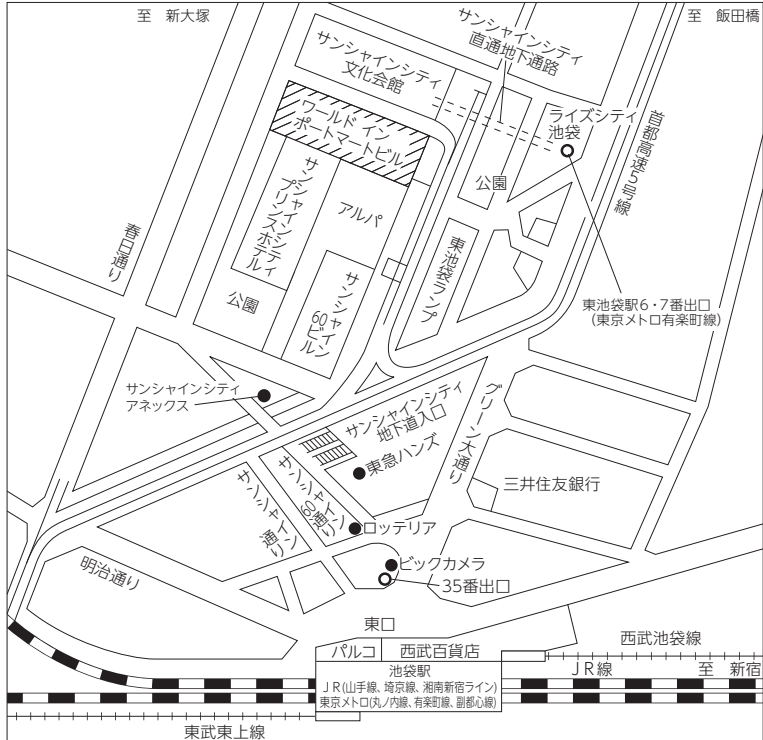 至 新大塚
サンシャインシティ
直通地下通路
至 飯田橋
サンシャインシティ
文化会館
ワールド イン
ポートマートビル
ライズシティ
池袋
首都高速5号線
公園
サンシャインシティ
プリンスホテル
アルパ
春日通り
サンシャイン
60ビル
東池袋ランプ
公園
東池袋駅6・7番出口
(東京メトロ有楽町線)
サンシャインシティ
アネックス
サンシャインシティ
地下道入口
グリーン大通り
東急ハンズ
三井住友銀行
サンシャイン
通り
サンシャイン
60通り
ロッテリア
ビックカメラ
35番出口
明治通り
東口
パルコ
西武百貨店
西武池袋線
池袋駅
JR(山手線、埼京線、湘南新宿ライン)
東京メトロ(丸ノ内線、有楽町線、副都心線)
JR線
至 新宿
東武東上線